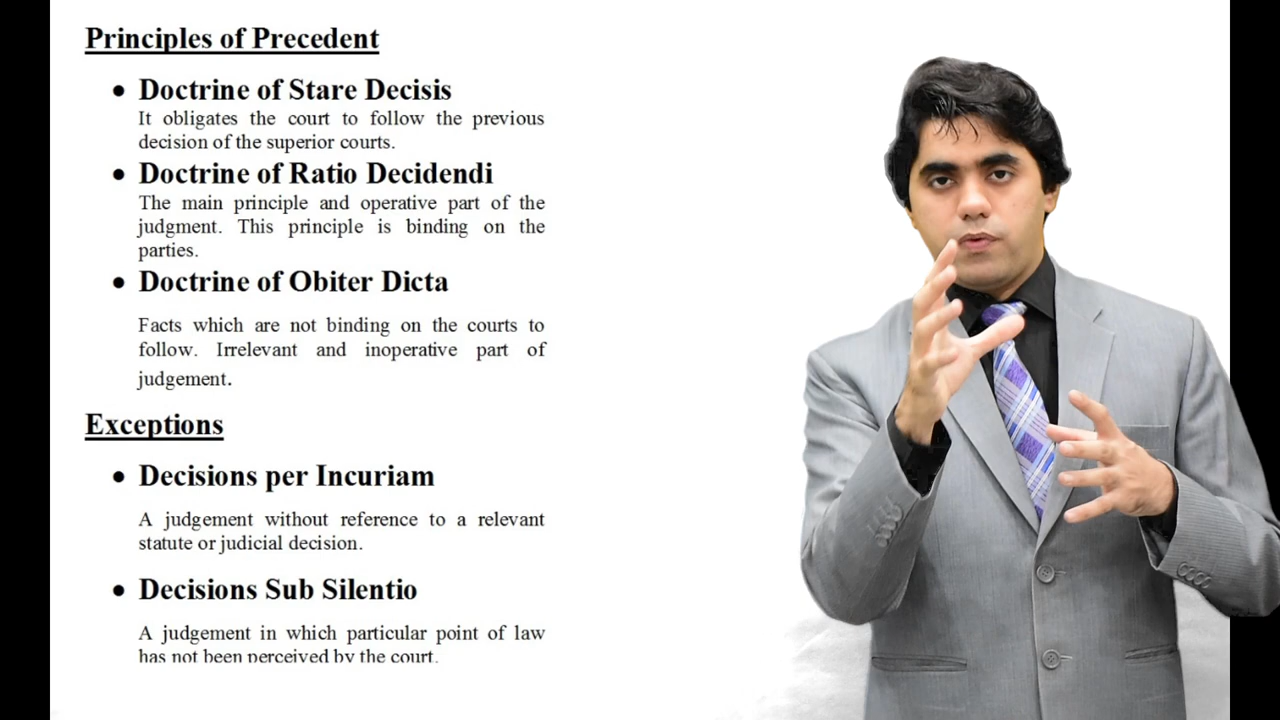 Principles of Precedent
• Doctrine of Stare Decisis
It obligates the court to follow the previous
decision of the superior courts.
• Doctrine of Ratio Decidendi
The main principle and operative part of the
judgment. This principle is binding on the
parties.
• Doctrine of Obiter Dicta
Facts which are not binding on the courts to
follow. Irrelevant and inoperative part of
judgement.
Exceptions
• Decisions per Incuriam
A judgement without reference to a relevant
statute or judicial decision.
• Decisions Sub Silentio
A judgement in which particular point of law
has not been perceived by the court.